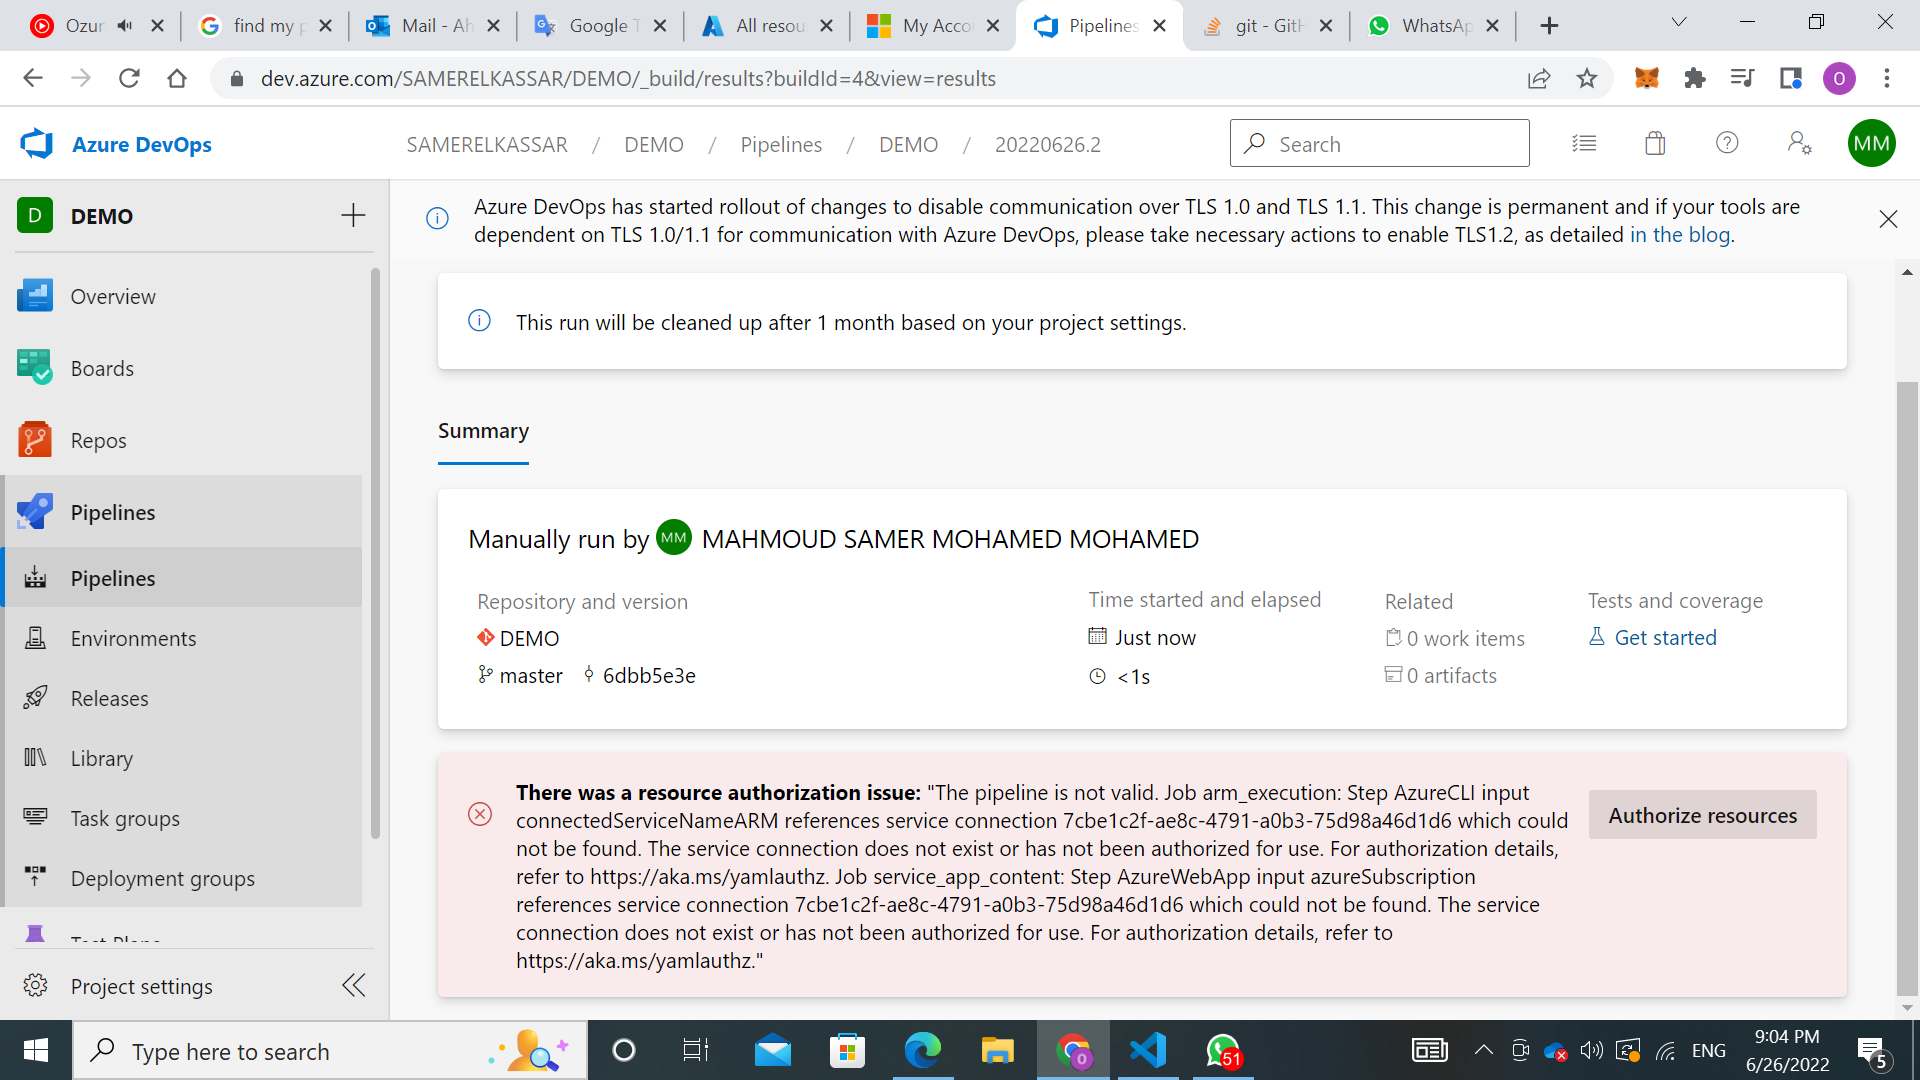 Ozur
find my p
Mail - Ah
Google T
All resou
My Acco
Pipelines
git - GitH
WhatsAp
dev.azure.com/SAMERELKASSAR/DEMO/_build/results?buildId=4&view=results
O
Azure DevOps
SAMERELKASSAR / DEMO / Pipelines / DEMO / 20220626.2
Search
MM
D DEMO
Azure DevOps has started rollout of changes to disable communication over TLS 1.0 and TLS 1.1. This change is permanent and if your tools are
dependent on TLS 1.0/1.1 for communication with Azure DevOps, please take necessary actions to enable TLS1.2, as detailed in the blog.
Overview
Boards
Repos
Pipelines
Pipelines
Environments
Releases
Library
Task groups
Deployment groups
Test Plans
Project settings
This run will be cleaned up after 1 month based on your project settings.
Summary
Manually run by MM MAHMOUD SAMER MOHAMED MOHAMED
Repository and version
DEMO
master 6dbb5e3e
Time started and elapsed
Just now
<1s
Related
0 work items
0 artifacts
Tests and coverage
Get started
There was a resource authorization issue: "The pipeline is not valid. Job arm_execution: Step AzureCLI input
connectedServiceNameARM references service connection 7cbe1c2f-ae8c-4791-a0b3-75d98a46d1d6 which could
not be found. The service connection does not exist or has not been authorized for use. For authorization details,
refer to https://aka.ms/yamlauthz. Job service_app_content: Step AzureWebApp input azureSubscription
references service connection 7cbe1c2f-ae8c-4791-a0b3-75d98a46d1d6 which could not be found. The service
connection does not exist or has not been authorized for use. For authorization details, refer to
https://aka.ms/yamlauthz."
Authorize resources
Type here to search
O
51
ENG
9:04 PM
6/26/2022
5